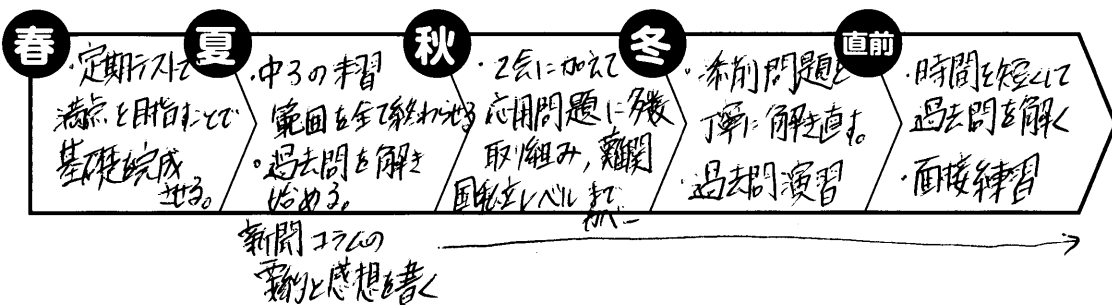 春
・定期テストで
満点を目指すことで
基礎を完成
させる。
夏
・中3の未習
範囲を全て終わらせる
・過去問を解き
始める。
新聞コラムの
要約と感想を書く
秋
・Z会に加えて
応用問題に多数
取り組み,難関
国私立レベルまで
カバー
冬
・添削問題を
丁寧に解き直す。
・過去問演習
直前
・時間を短くして
過去問を解く
・面接練習